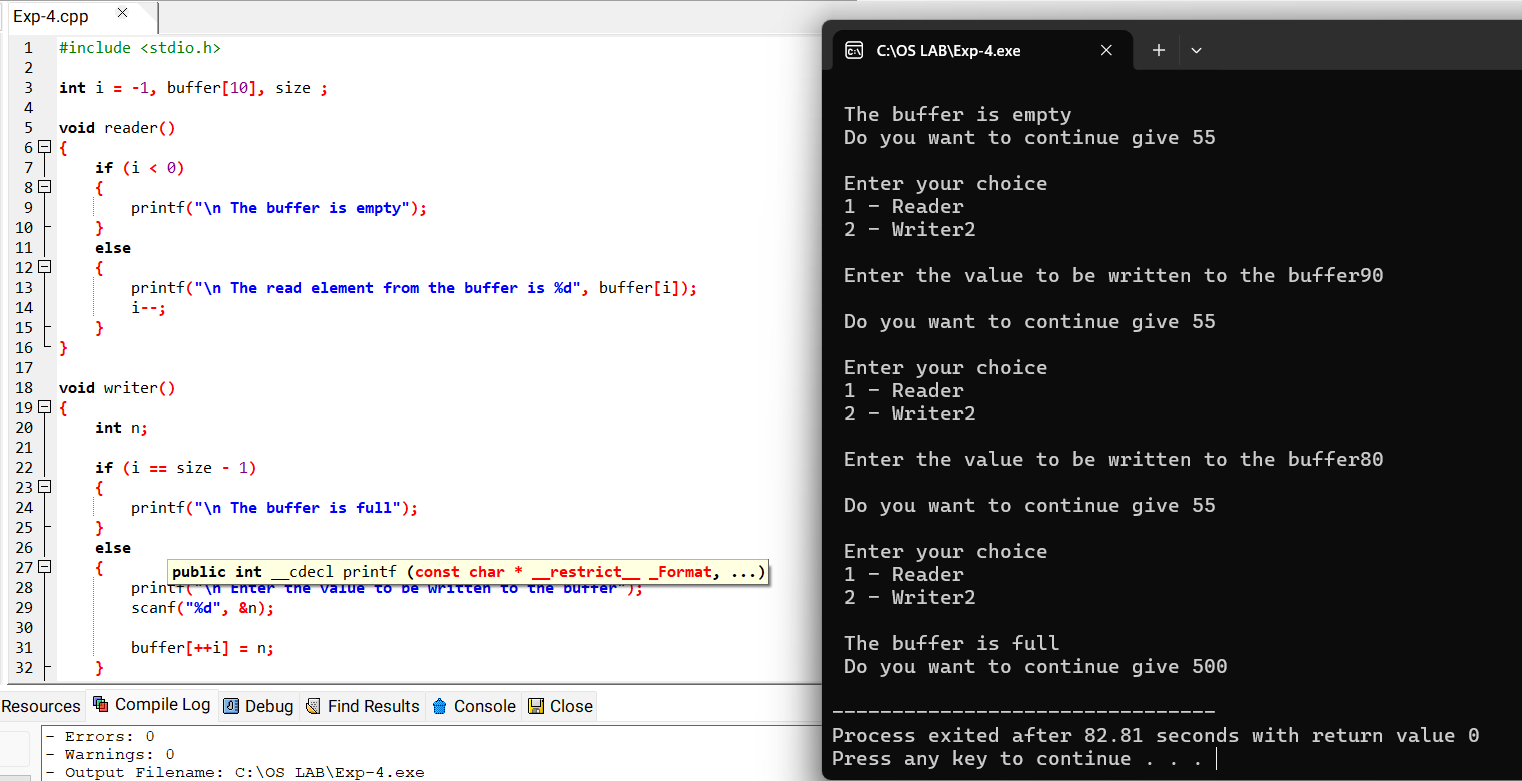 Exp-4.cpp
1 #include <stdio.h>
2
3 int i = -1, buffer[10], size ;
4
5 void reader()
6 {
7 if (i < 0)
8 {
9 printf("\n The buffer is empty");
10 }
11 else
12 {
13 printf("\n The read element from the buffer is %d", buffer[i]);
14 i--;
15 }
16 }
17
18 void writer()
19 {
20 int n;
21
22 if (i == size - 1)
23 {
24 printf("\n The buffer is full");
25 }
26 else
27 {
public int __cdecl printf (const char * __restrict__ _Format, ...)
28 printf("\n Enter the value to be written to the buffer");
29 scanf("%d", &n);
30
31 buffer[++i] = n;
32 }
Resources Compile Log Debug Find Results Console Close
- Errors: 0
- Warnings: 0
- Output Filename: C:\OS LAB\Exp-4.exe
C:\OS LAB\Exp-4.exe
The buffer is empty
Do you want to continue give 55
Enter your choice
1 - Reader
2 - Writer2
Enter the value to be written to the buffer90
Do you want to continue give 55
Enter your choice
1 - Reader
2 - Writer2
Enter the value to be written to the buffer80
Do you want to continue give 55
Enter your choice
1 - Reader
2 - Writer2
The buffer is full
Do you want to continue give 500
--------------------------------
Process exited after 82.81 seconds with return value 0
Press any key to continue . . .